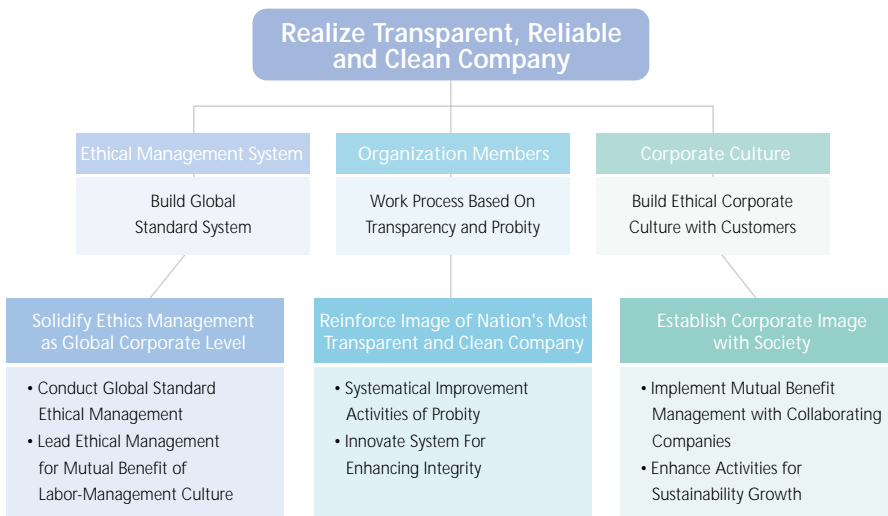 Realize Transparent, Reliable
and Clean Company
Ethical Management System
Build Global
Standard System
Organization Members
Work Process Based On
Transparency and Probity
Corporate Culture
Build Ethical Corporate
Culture with Customers
Solidify Ethics Management
as Global Corporate Level
• Conduct Global Standard
Ethical Management
• Lead Ethical Management
for Mutual Benefit of
Labor-Management Culture
Reinforce Image of Nation's Most
Transparent and Clean Company
• Systematical Improvement
Activities of Probity
• Innovate System For
Enhancing Integrity
Establish Corporate Image
with Society
• Implement Mutual Benefit
Management with Collaborating
Companies
• Enhance Activities for
Sustainability Growth